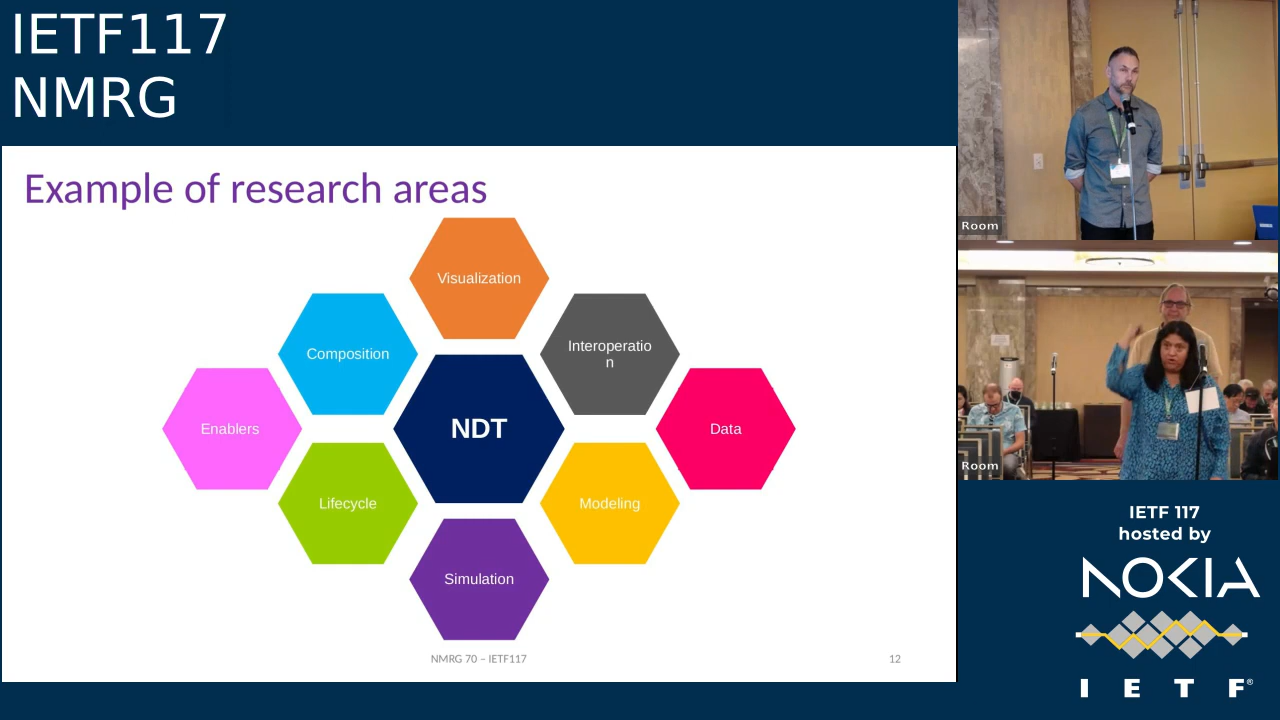 IETF117
NMRG
Example of research areas
Visualization
Composition
Interoperatio
n
Enablers
NDT
Data
Lifecycle
Modeling
Simulation
NMRG 70 – IETF117
12
Room
Room
IETF 117
hosted by
NOKIA
I E T F®